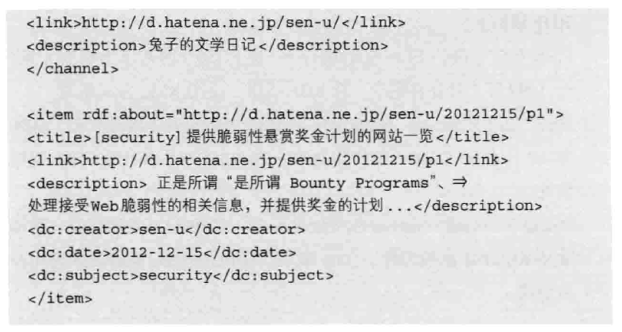 <link>http://d.hatena.ne.jp/sen-u/</link>
<description>兔子的文学日记</description>
</channel>
<item rdf:about="http://d.hatena.ne.jp/sen-u/20121215/p1">
<title>[security] 提供脆弱性悬赏奖金计划的网站一览</title>
<link>http://d.hatena.ne.jp/sen-u/20121215/p1</link>
<description> 正是所谓“是所谓 Bounty Programs”、⇒
处理接受Web脆弱性的相关信息，并提供奖金的计划...</description>
<dc:creator>sen-u</dc:creator>
<dc:date>2012-12-15</dc:date>
<dc:subject>security</dc:subject>
</item>